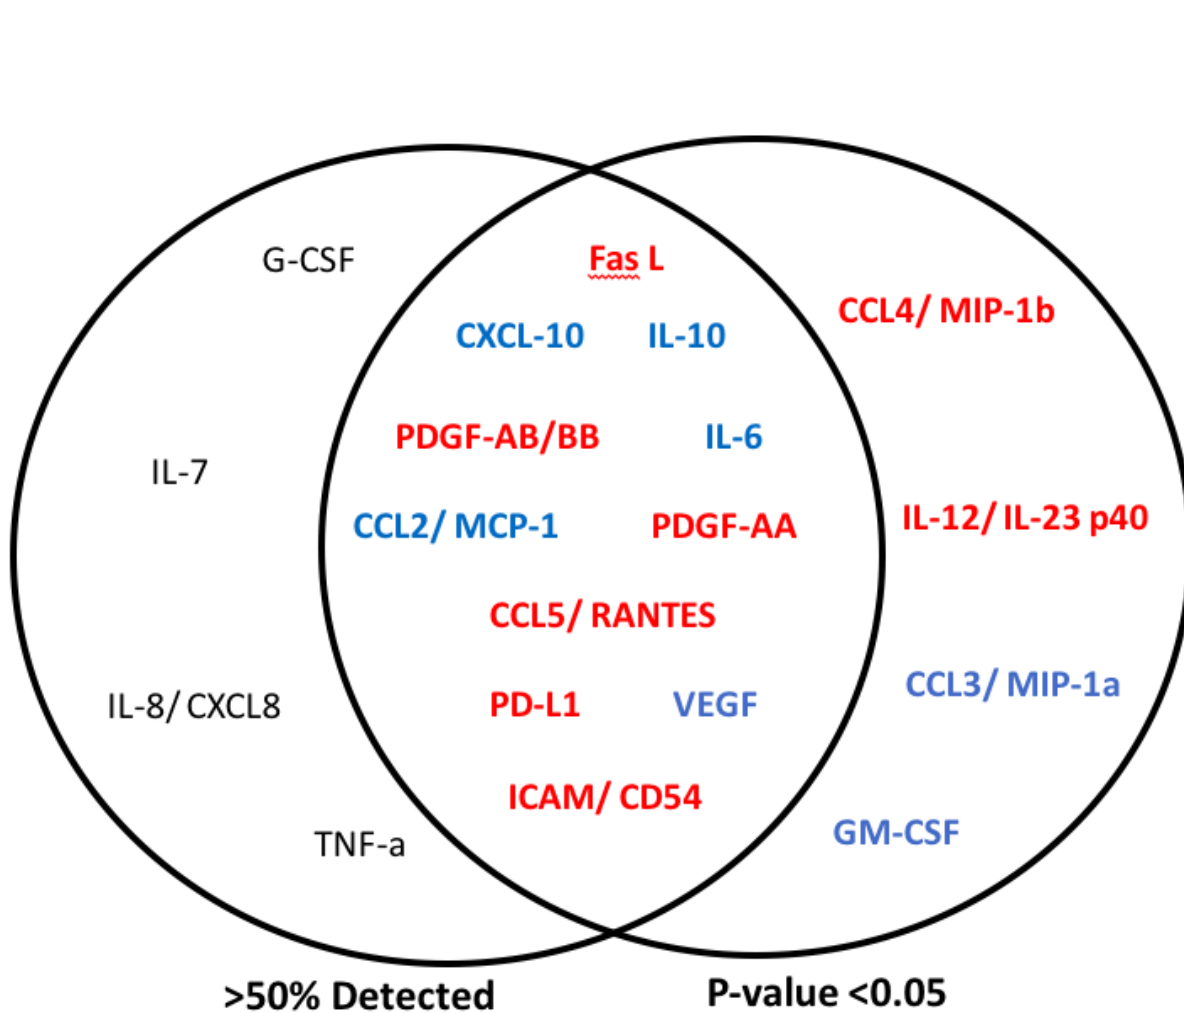 G-CSF
Fas L
CCL4/ MIP-1b
CXCL-10
IL-10
PDGF-AB/BB
IL-6
IL-7
CCL2/ MCP-1
PDGF-AA
IL-12/ IL-23 p40
CCL5/ RANTES
CCL3/ MIP-1a
IL-8/ CXCL8
PD-L1
VEGF
ICAM/ CD54
GM-CSF
TNF-a
>50% Detected
P-value <0.05